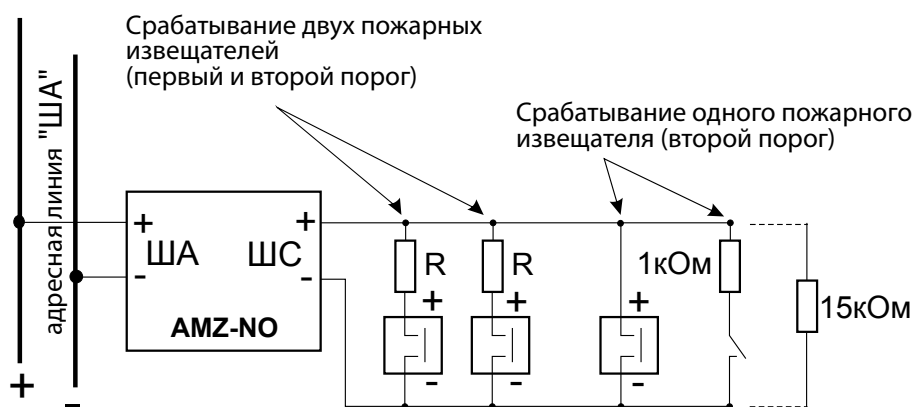 Срабатывание двух пожарных
извещателей
(первый и второй порог)
Срабатывание одного пожарного
извещателя (второй порог)
адресная линия "ША"
+
-
+
ША
-
+
ШС
-
AMZ-NO
R
+
-
R
+
-
+
-
1кОм
15кОм